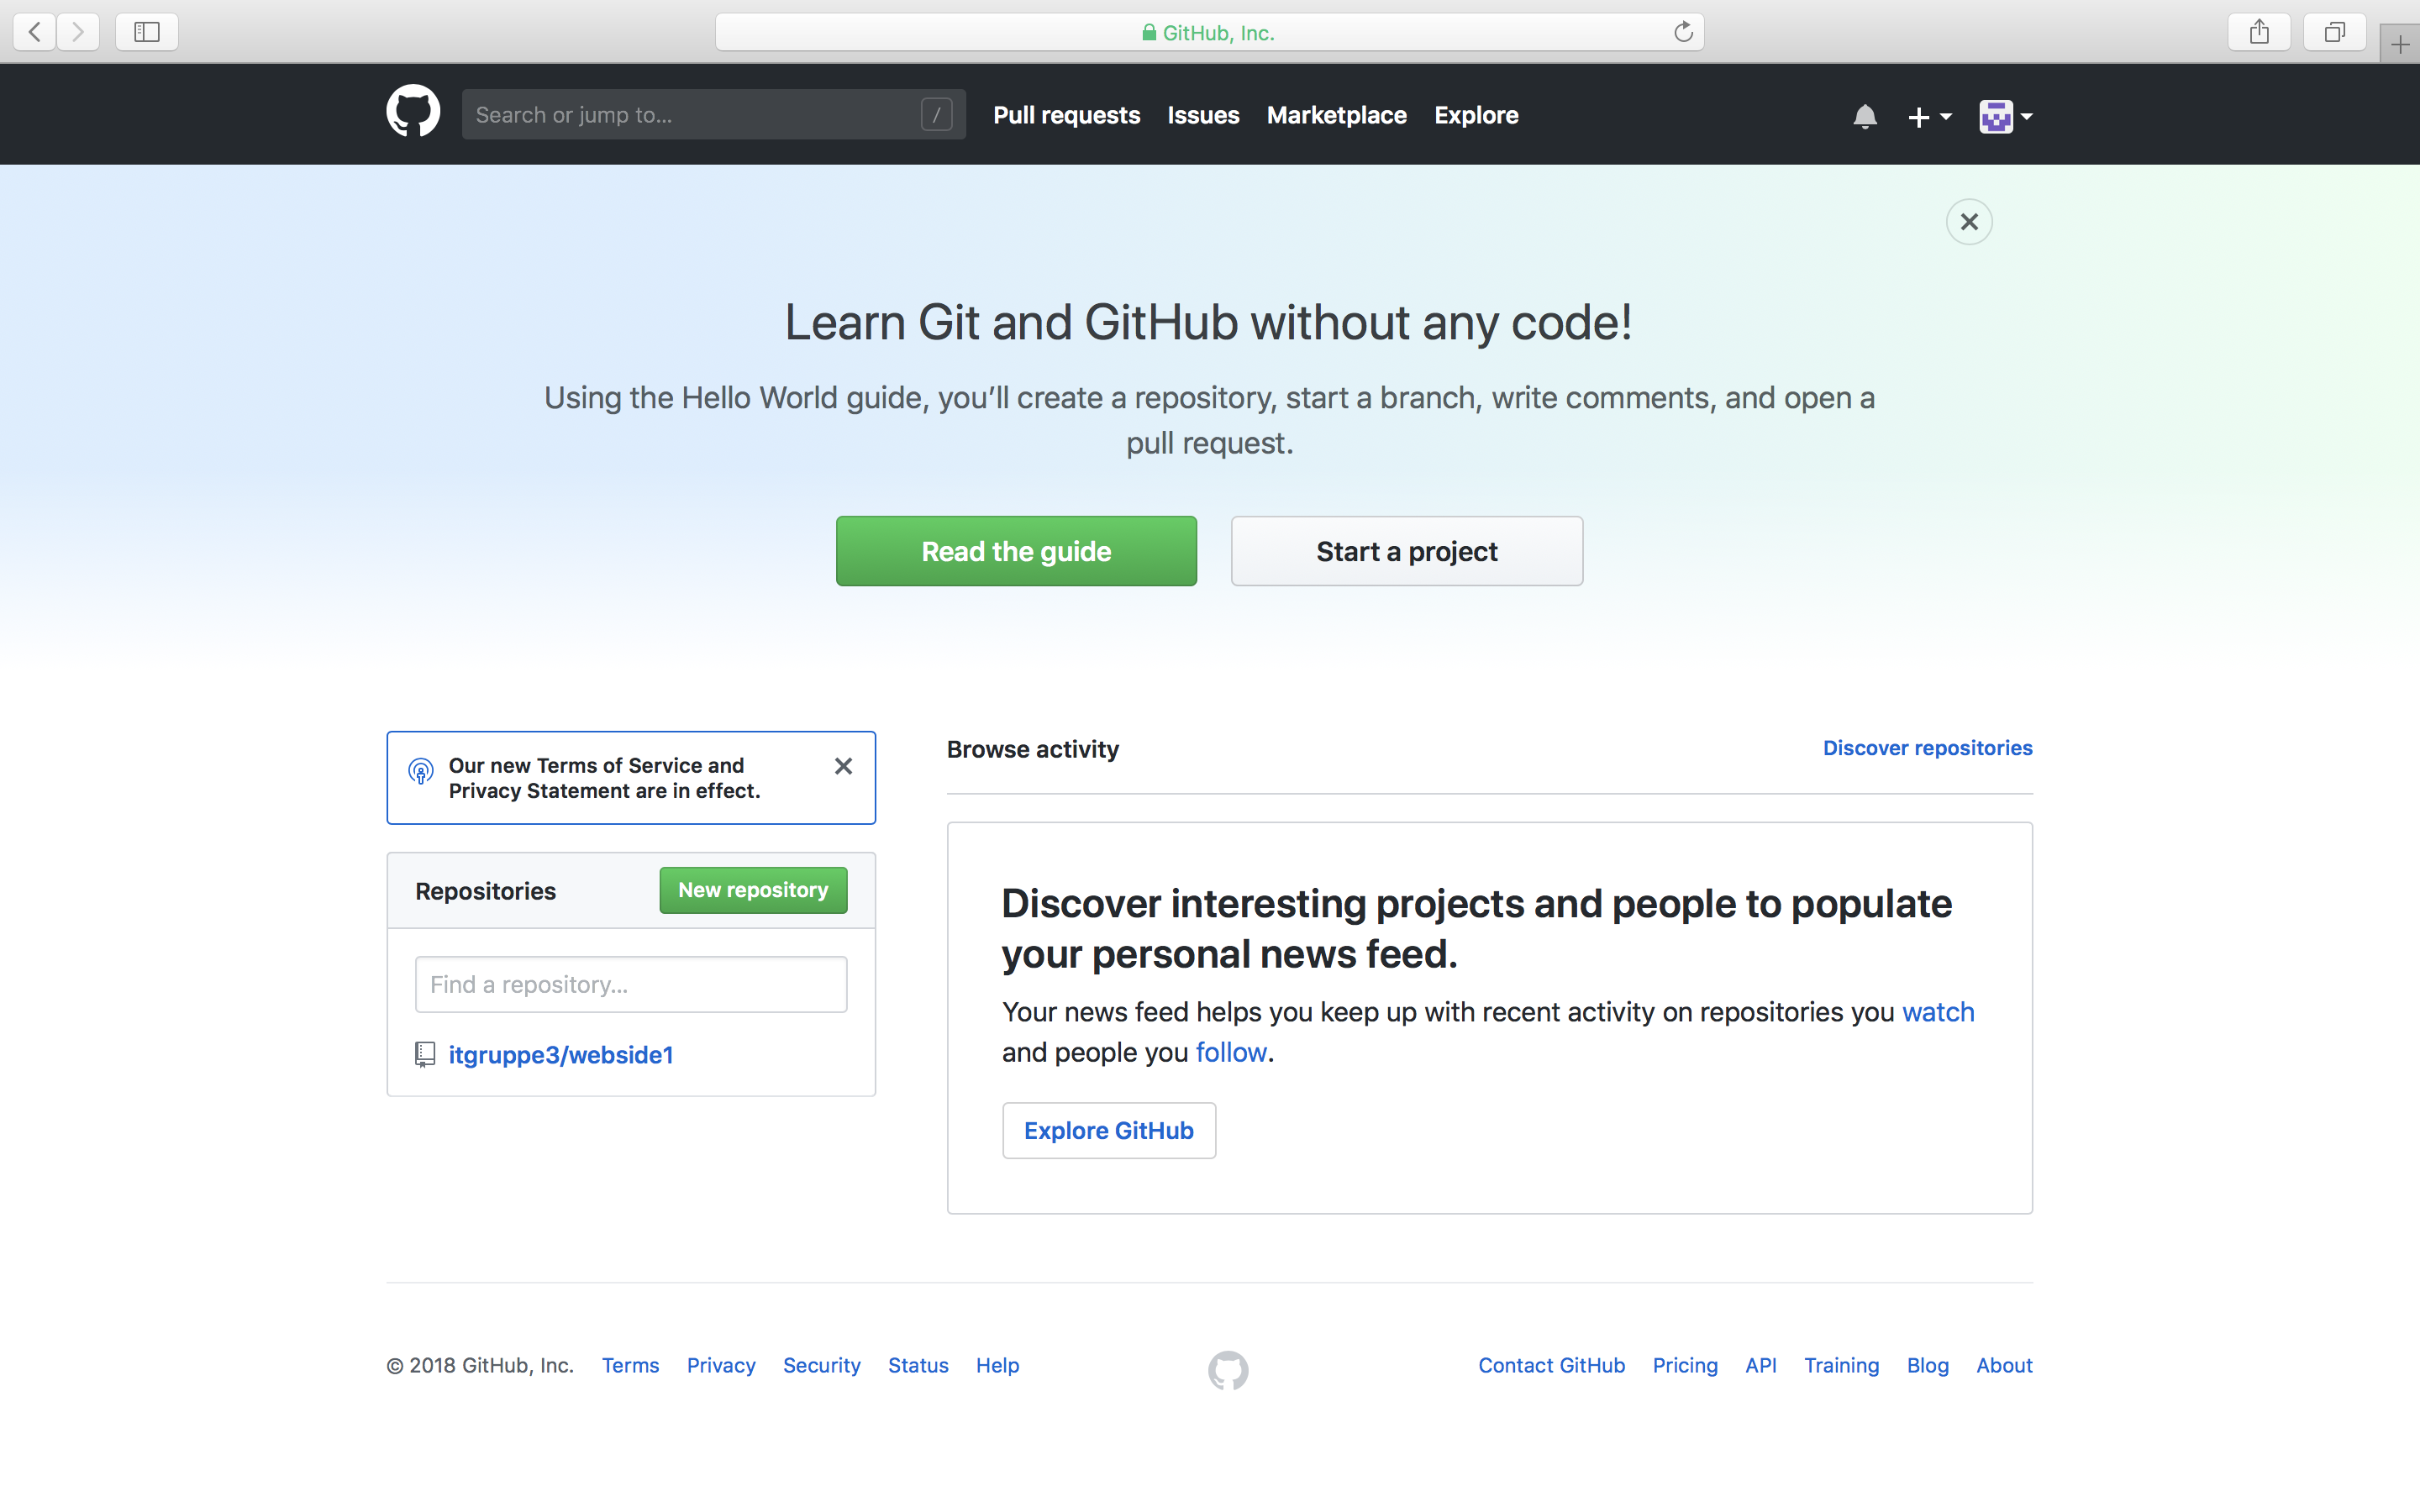 GitHub, Inc.
Search or jump to... /
Pull requests Issues Marketplace Explore
Learn Git and GitHub without any code!
Using the Hello World guide, you’ll create a repository, start a branch, write comments, and open a
pull request.
Read the guide
Start a project
Our new Terms of Service and
Privacy Statement are in effect.
Repositories
New repository
Find a repository...
itgruppe3/webside1
Browse activity
Discover repositories
Discover interesting projects and people to populate
your personal news feed.
Your news feed helps you keep up with recent activity on repositories you watch
and people you follow.
Explore GitHub
© 2018 GitHub, Inc. Terms Privacy Security Status Help
Contact GitHub Pricing API Training Blog About